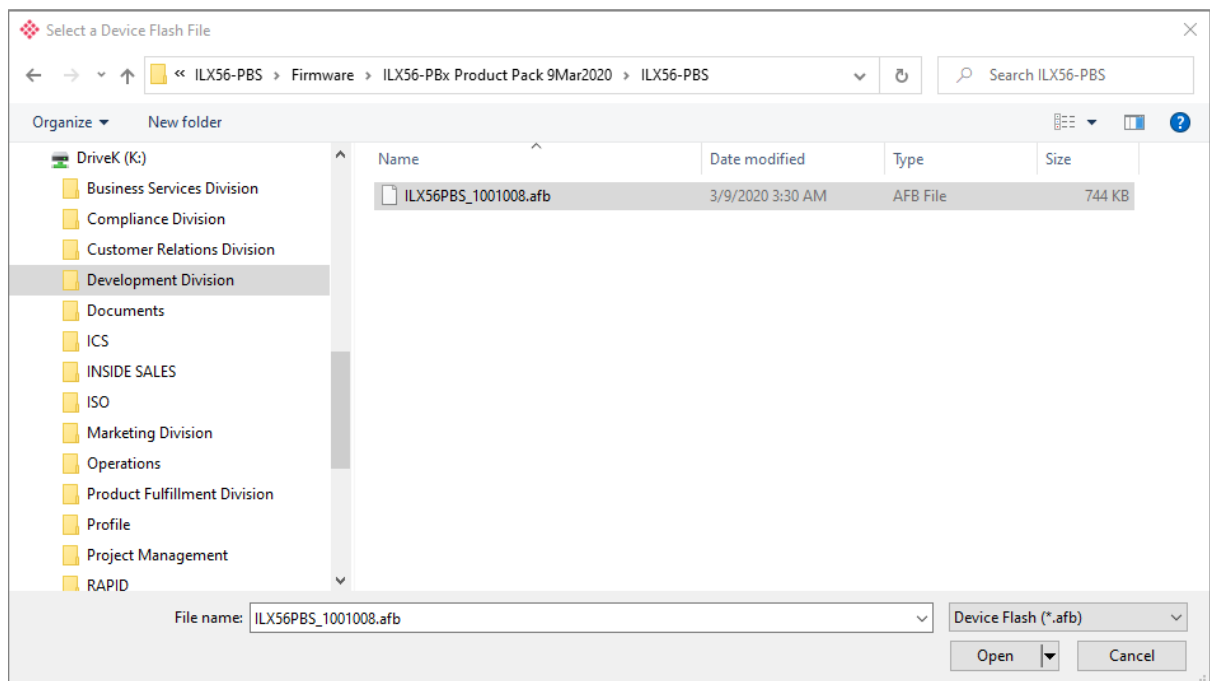 Select a Device Flash File
« ILX56-PBS > Firmware > ILX56-PBx Product Pack 9Mar2020 > ILX56-PBS
Search ILX56-PBS
Organize
New folder
DriveK (K:)
Business Services Division
Compliance Division
Customer Relations Division
Development Division
Documents
ICS
INSIDE SALES
ISO
Marketing Division
Operations
Product Fulfillment Division
Profile
Project Management
RAPID
Name Date modified Type Size
ILX56PBS_1001008.afb 3/9/2020 3:30 AM AFB File 744 KB
File name: ILX56PBS_1001008.afb Device Flash (*.afb)
Open Cancel